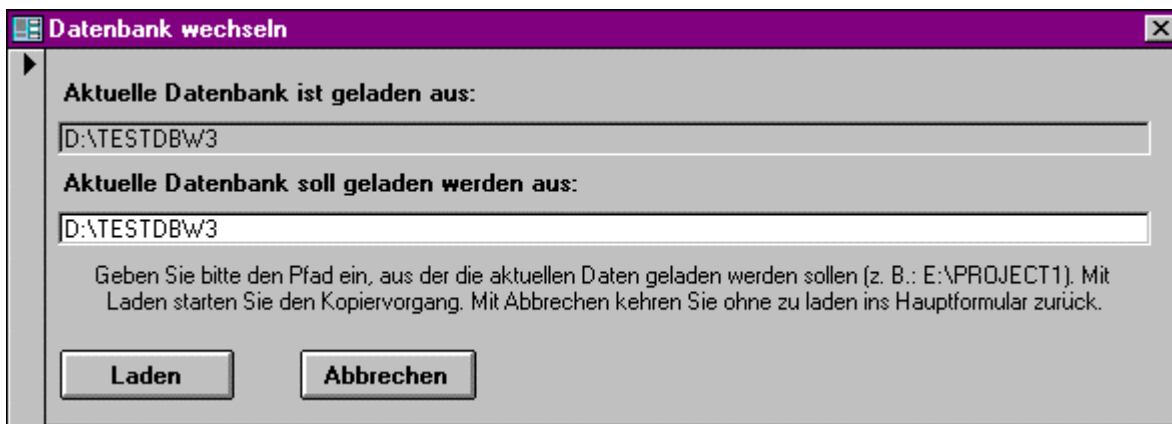 Datenbank wechseln
Aktuelle Datenbank ist geladen aus:
D:\TESTDBW3
Aktuelle Datenbank soll geladen werden aus:
D:\TESTDBW3
Geben Sie bitte den Pfad ein, aus der die aktuellen Daten geladen werden sollen (z. B.: E:\PROJECT1). Mit
Laden starten Sie den Kopiervorgang. Mit Abbrechen kehren Sie ohne zu laden ins Hauptformular zurück.
Laden
Abbrechen